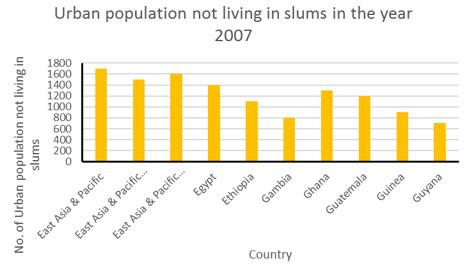 Urban population not living in slums in the year
2007
No. of Urban population not living in
slums
1800
1600
1400
1200
1000
800
600
400
200
0
East Asia & Pacific
East Asia & Pacific...
East Asia & Pacific...
Egypt
Ethiopia
Gambia
Ghana
Guatemala
Guinea
Guyana
Country